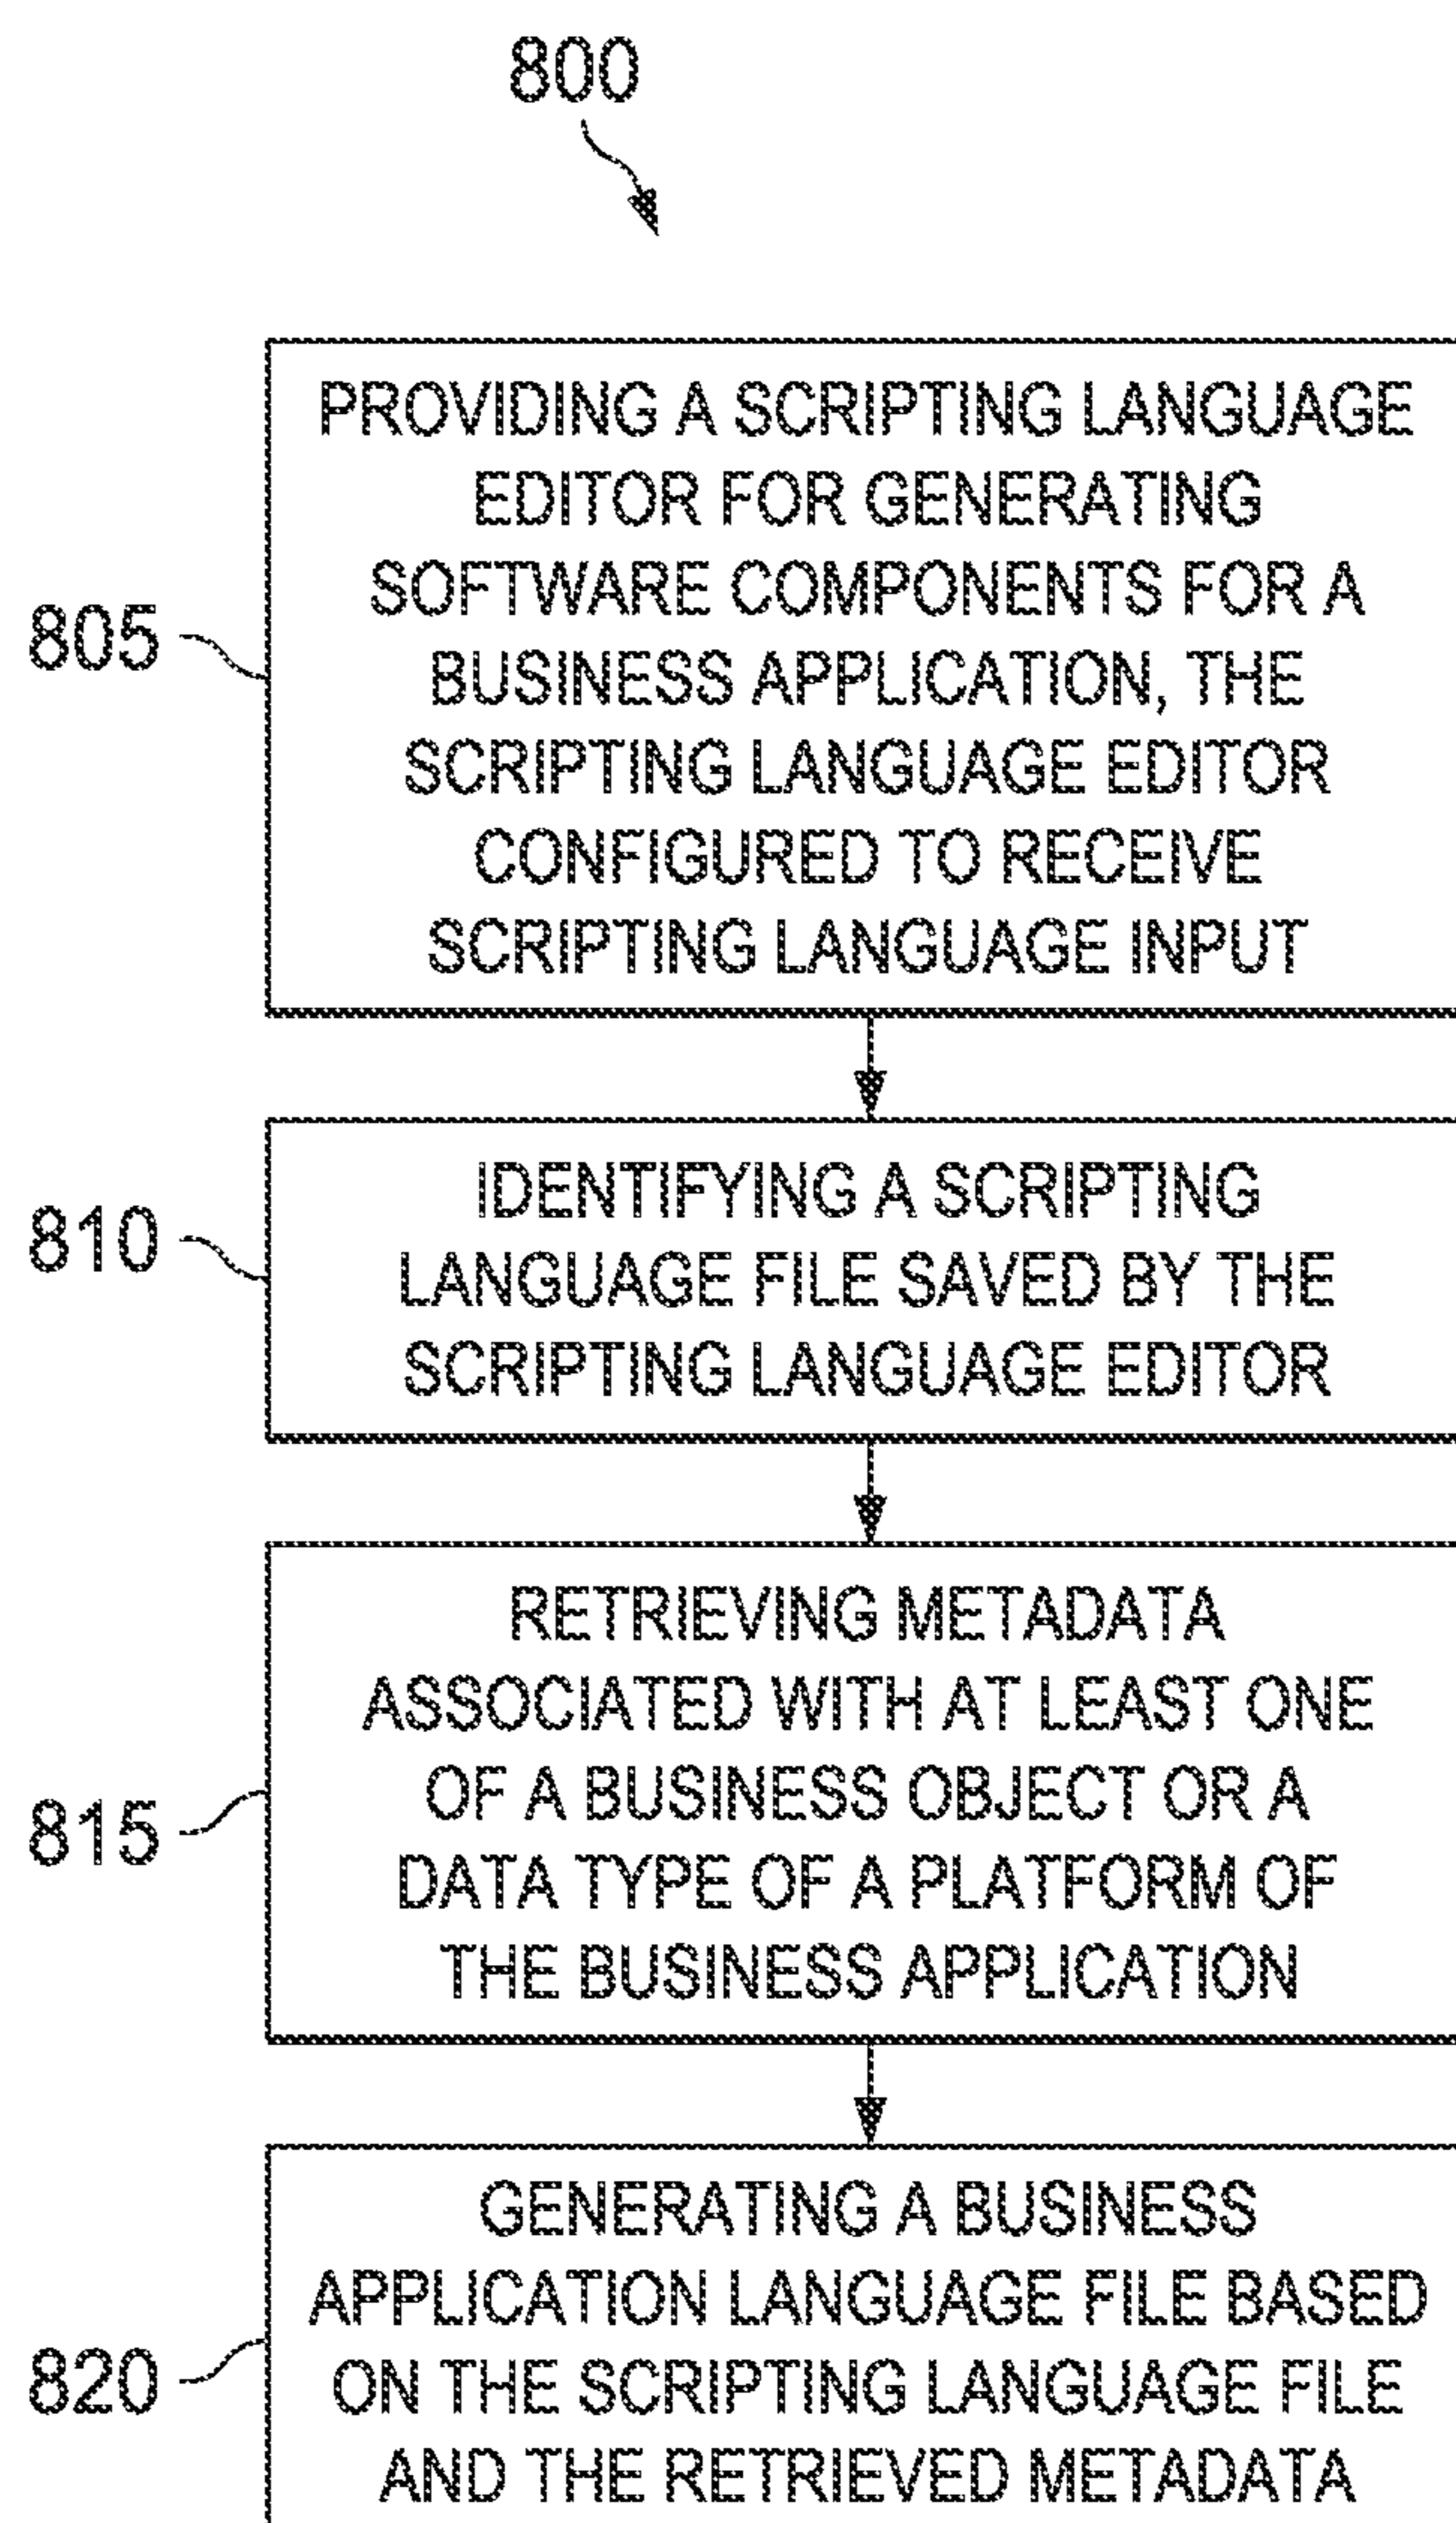 800
PROVIDING A SCRIPTING LANGUAGE
EDITOR FOR GENERATING
SOFTWARE COMPONENTS FOR A
805
BUSINESS APPLICATION, THE
SCRIPTING LANGUAGE EDITOR
CONFIGURED TO RECEIVE
SCRIPTING LANGUAGE INPUT
IDENTIFYING A SCRIPTING
810
LANGUAGE FILE SAVED BY THE
SCRIPTING LANGUAGE EDITOR
RETRIEVING METADATA
ASSOCIATED WITH AT LEAST ONE
OF A BUSINESS OBJECT OR A
815
DATA TYPE OF A PLATFORM OF
THE BUSINESS APPLICATION
GENERATING A BUSINESS
APPLICATION LANGUAGE FILE BASED
820
ON THE SCRIPTING LANGUAGE FILE
AND THE RETRIEVED METADATA